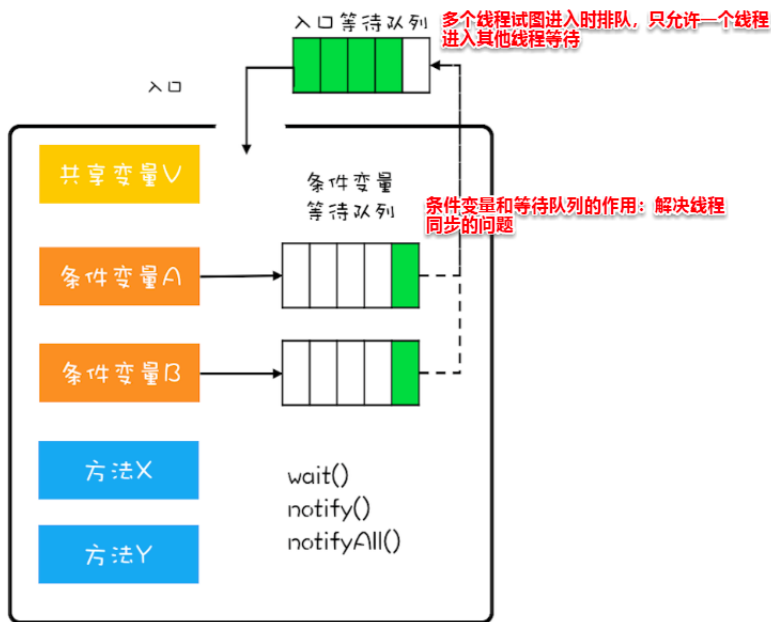 入口等待队列
多个线程试图进入时排队，只允许一个线程
进入其他线程等待
入口
共享变量V
条件变量
等待队列
条件变量和等待队列的作用：解决线程
同步的问题
条件变量A
条件变量B
方法X
wait()
notify()
notifyAll()
方法Y